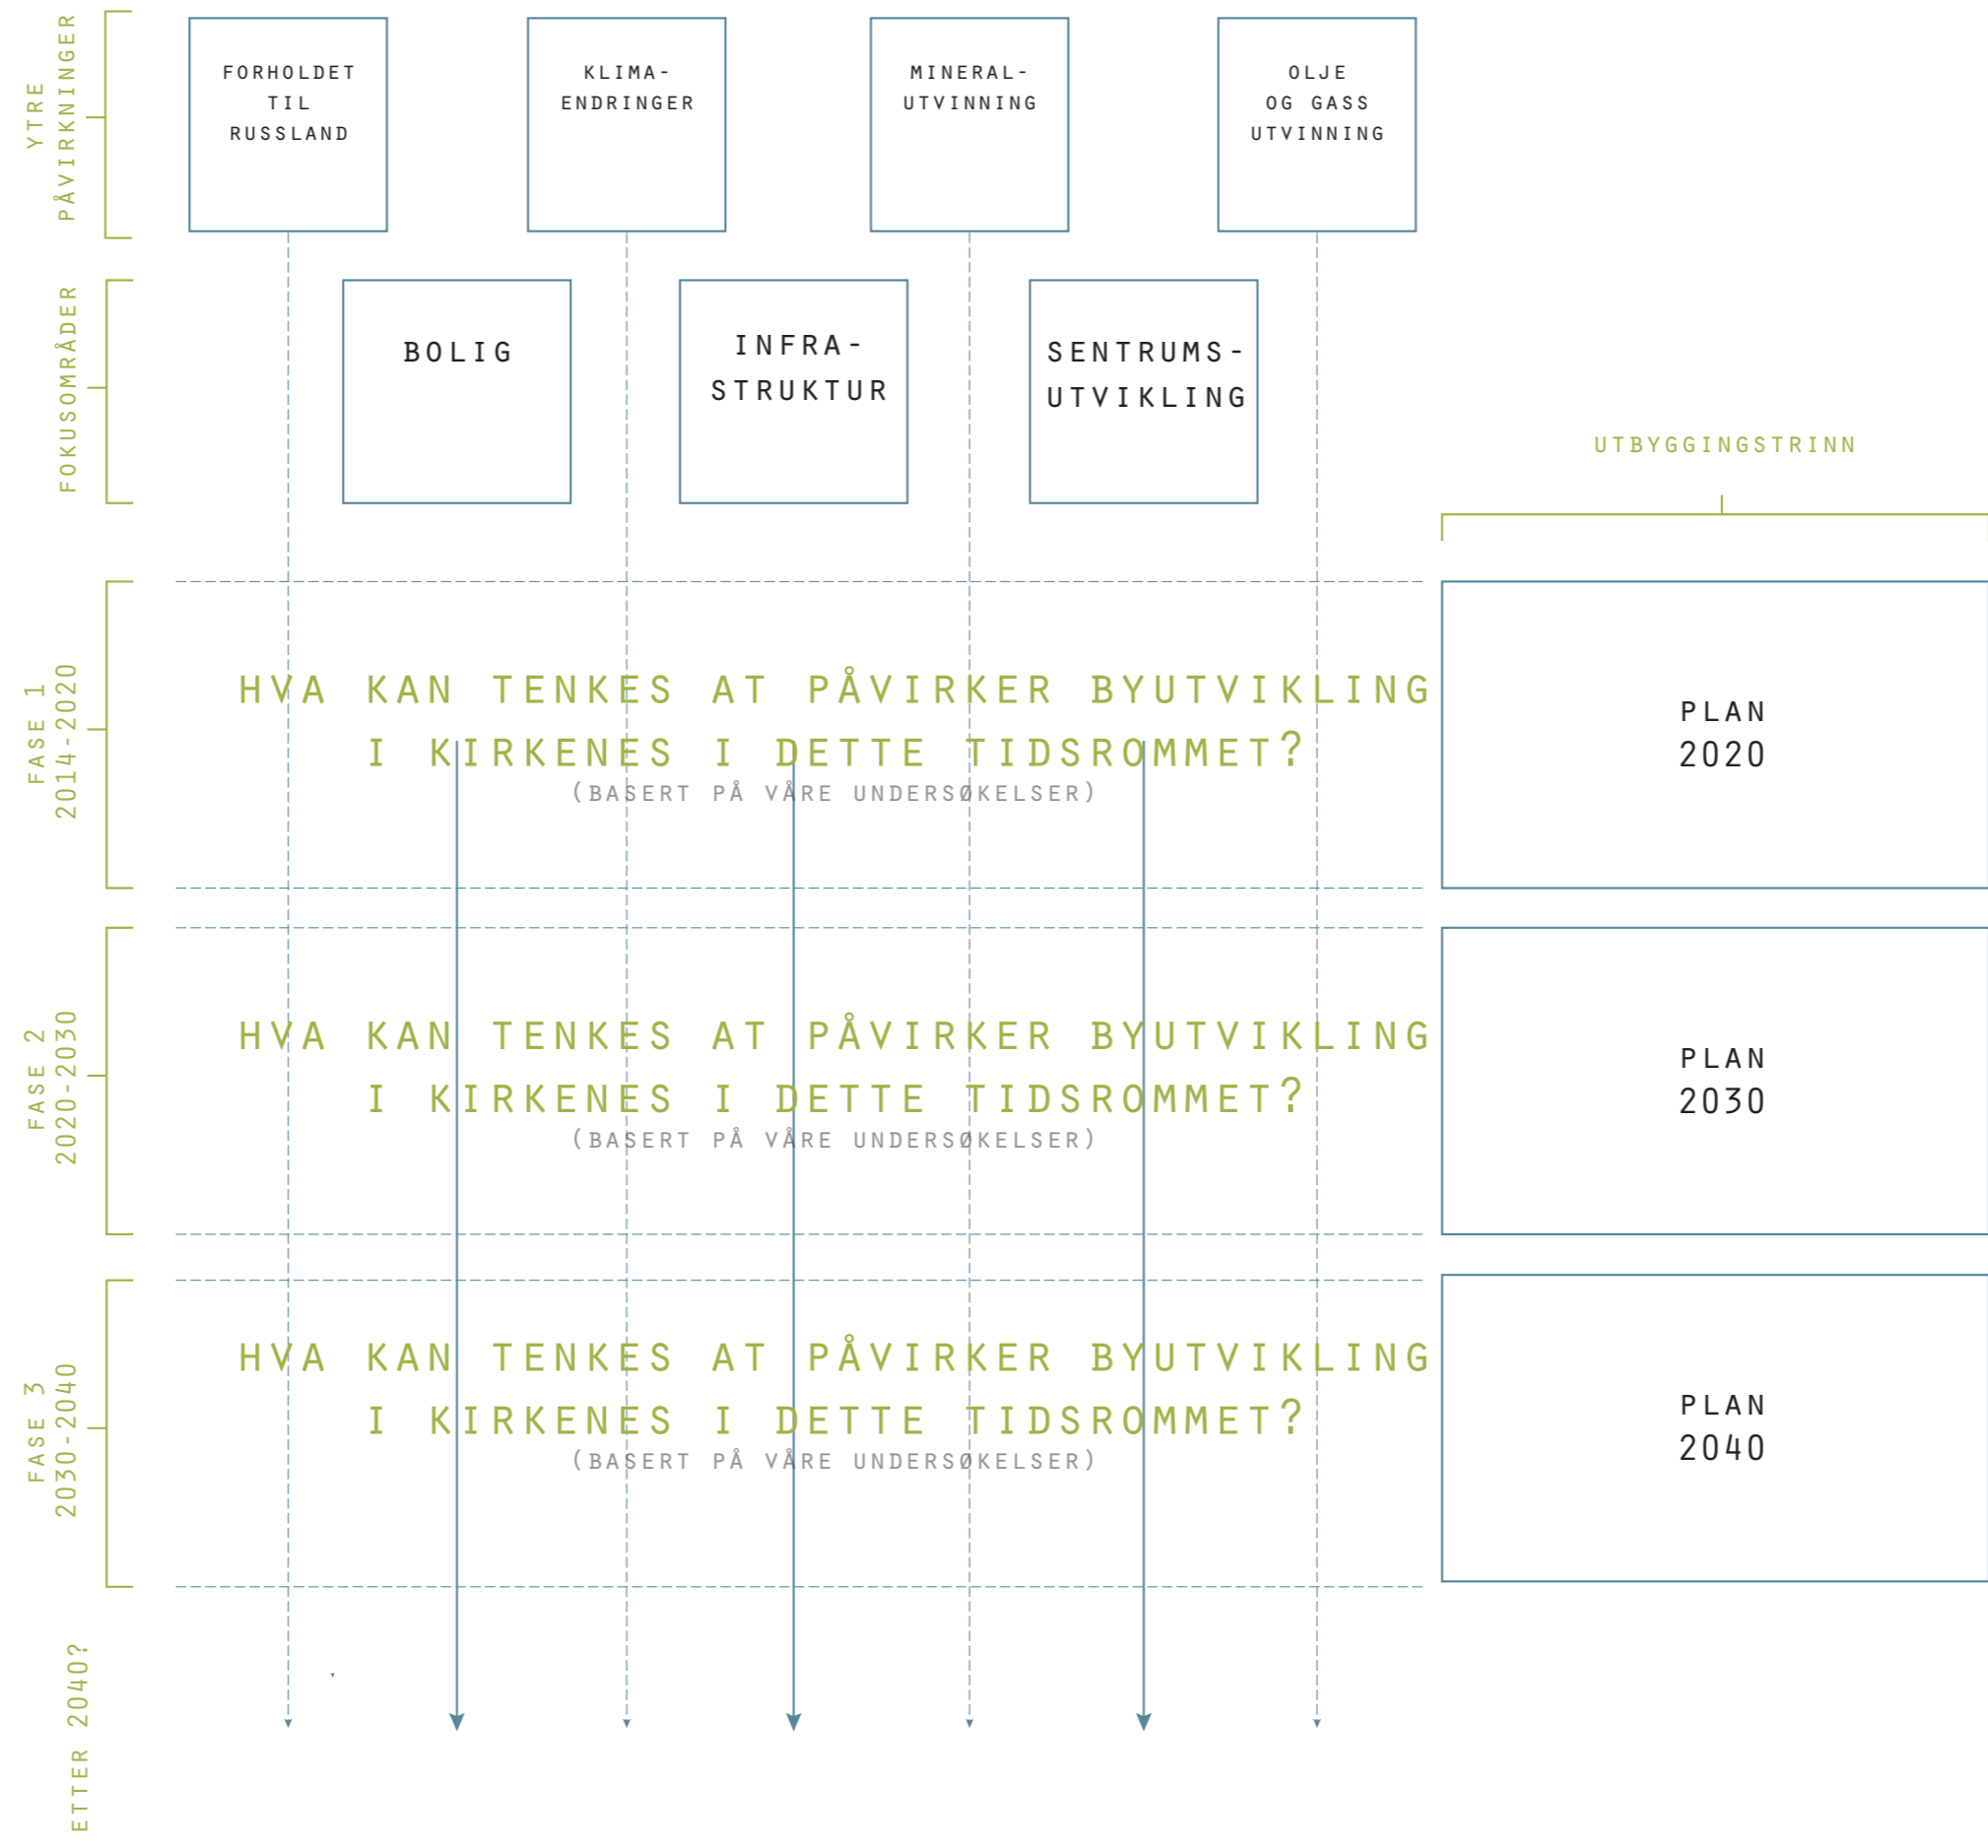 YTRE
PÅVIRKNINGER
FORHOLDET
TIL
RUSSLAND
KLIMA-
ENDRINGER
MINERAL-
UTVINNING
OLJE
OG GASS
UTVINNING
FOKUSOMRÅDER
BOLIG
INFRA-
STRUKTUR
SENTRUMS-
UTVIKLING
UTBYGGINGSTRINN
FASE 1
2014-2020
HVA KAN TENKES AT PÅVIRKER BYUTVIKLING
I KIRKENES I DETTE TIDSROMMET?
(BASERT PÅ VÅRE UNDERSØKELSER)
PLAN
2020
FASE 2
2020-2030
HVA KAN TENKES AT PÅVIRKER BYUTVIKLING
I KIRKENES I DETTE TIDSROMMET?
(BASERT PÅ VÅRE UNDERSØKELSER)
PLAN
2030
FASE 3
2030-2040
HVA KAN TENKES AT PÅVIRKER BYUTVIKLING
I KIRKENES I DETTE TIDSROMMET?
(BASERT PÅ VÅRE UNDERSØKELSER)
PLAN
2040
ETTER 2040?